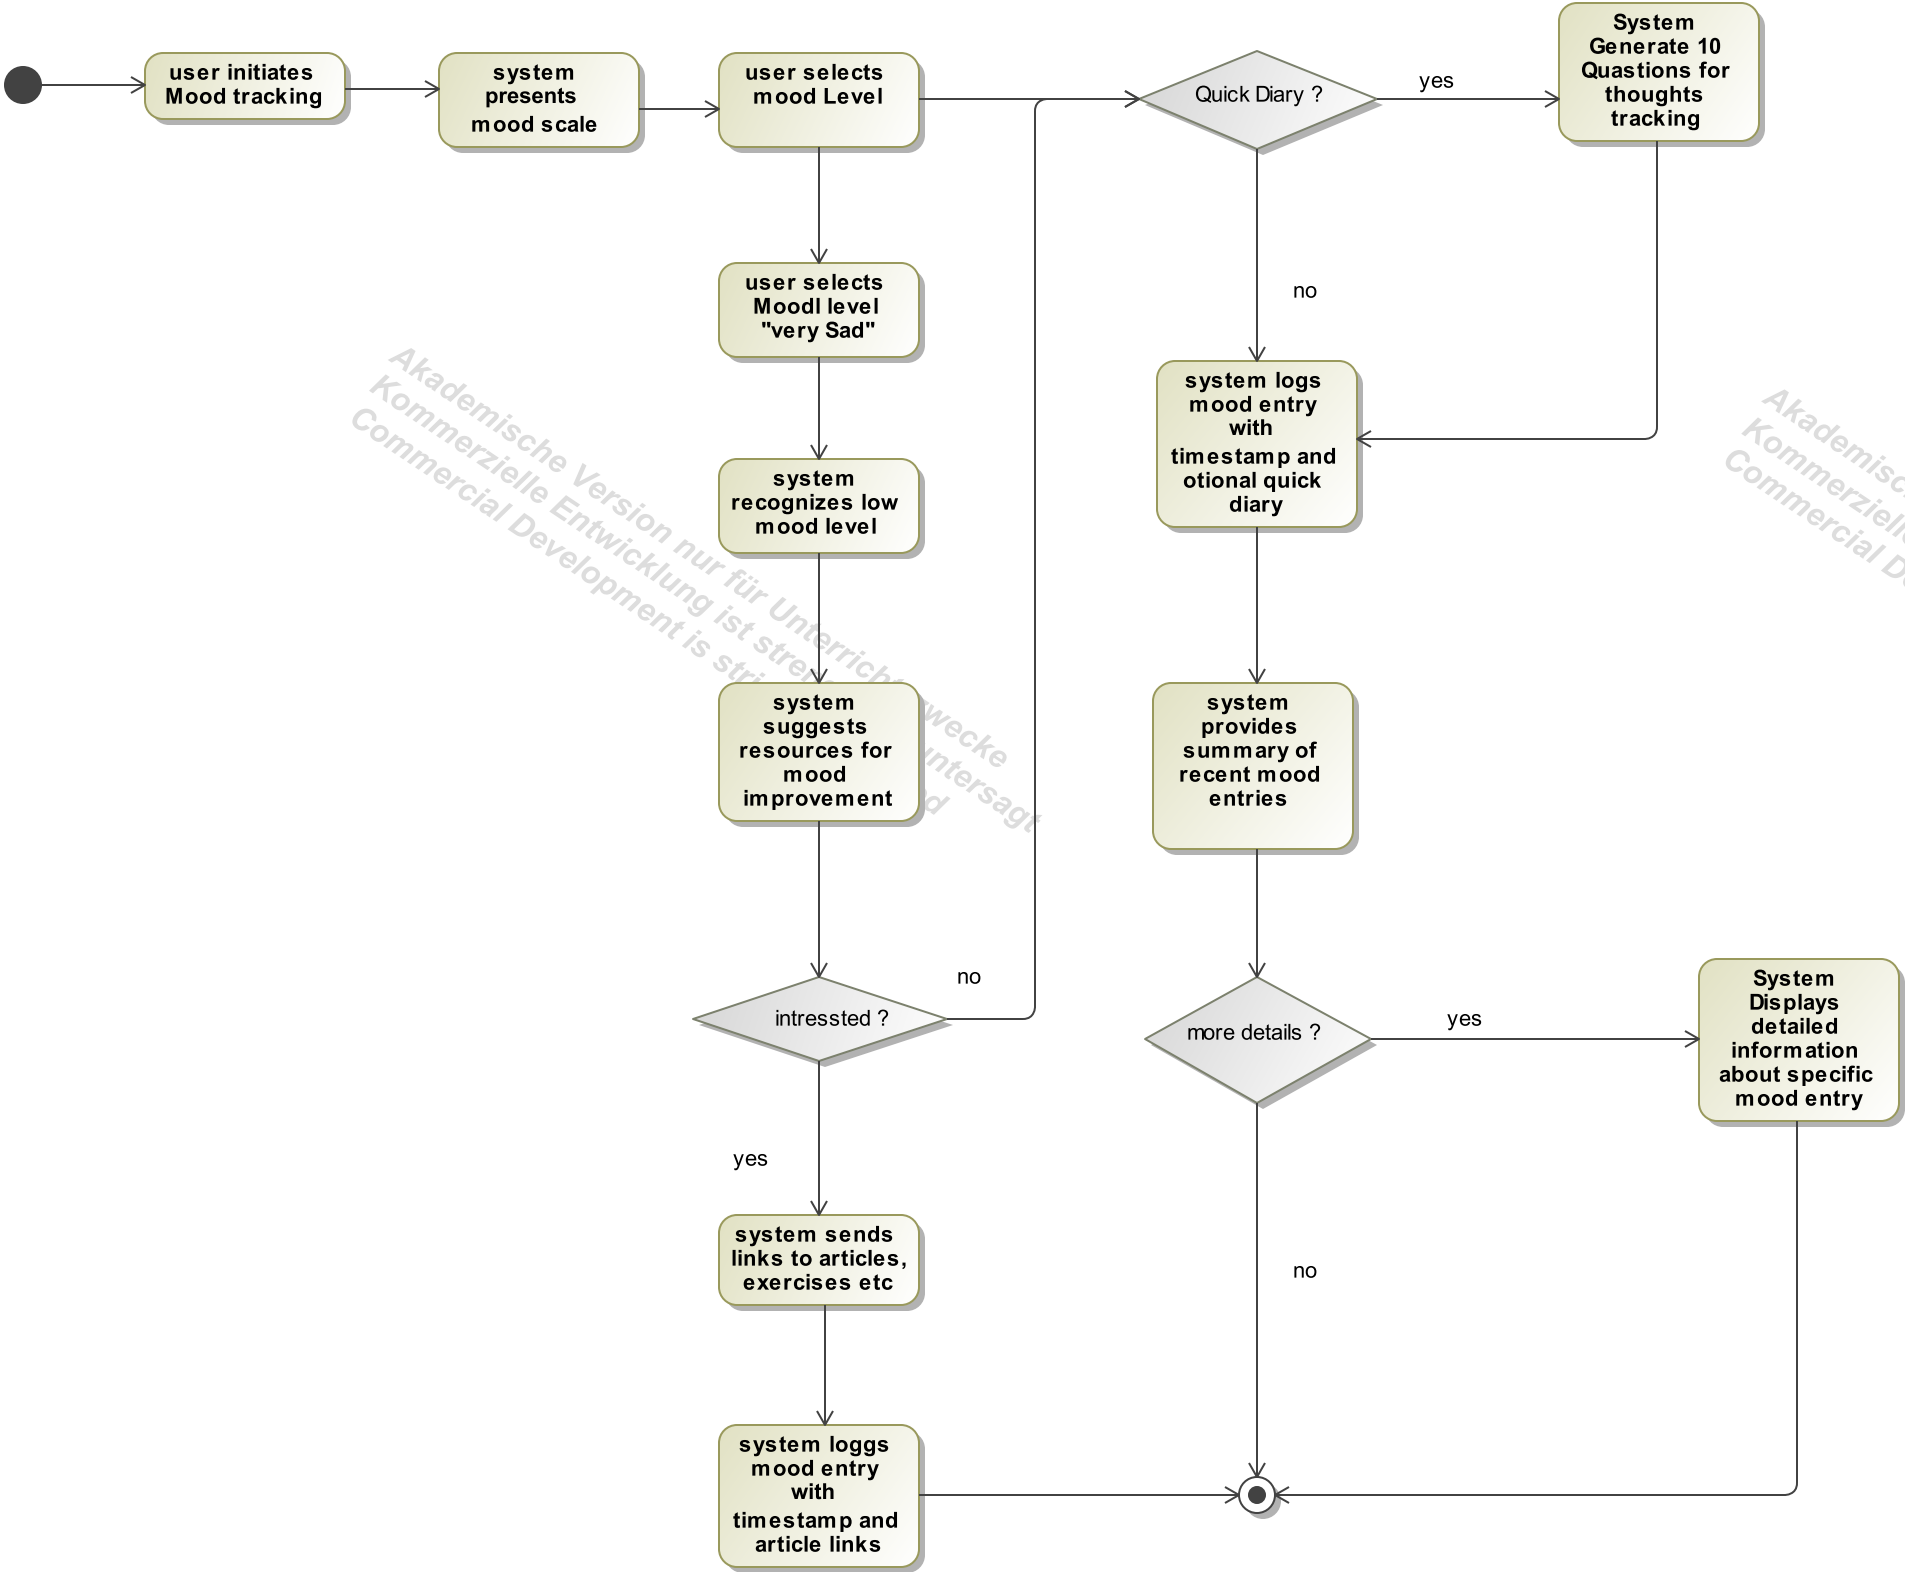 user initiates
Mood tracking
system
presents
mood scale
user selects
mood Level
Quick Diary ?
yes
System
Generate 10
Quastions for
thoughts
tracking
no
user selects
Moodl level
"very Sad"
system
recognizes low
mood level
system
suggests
resources for
mood
improvement
intressted ?
no
yes
system sends
links to articles,
exercises etc
system loggs
mood entry
with
timestamp and
article links
system logs
mood entry
with
timestamp and
otional quick
diary
system
provides
summary of
recent mood
entries
more details ?
yes
System
Displays
detailed
information
about specific
mood entry
no
Akademische Version nur für Unterrichtszwecke
Kommerzielle Entwicklung ist untersagt
Commercial Development is
Akademisc
Kommerziell
Commercial De